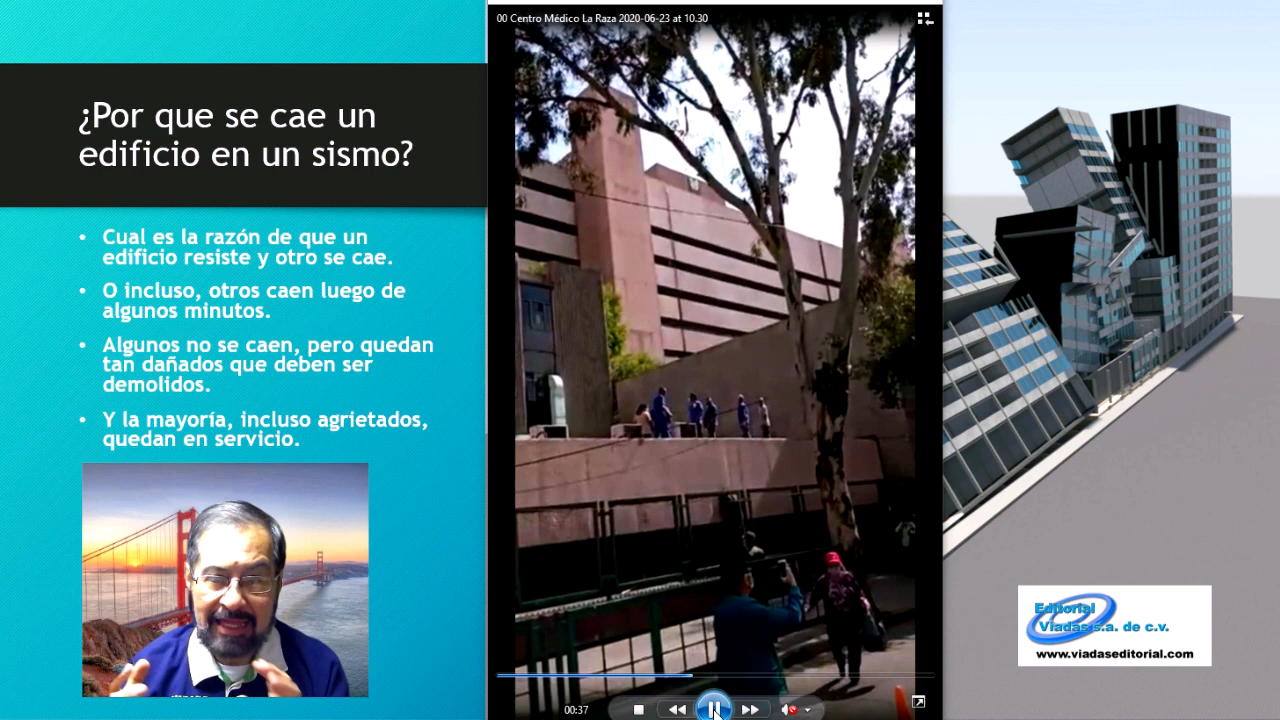 ¿Por que se cae un
edificio en un sismo?
• Cual es la razón de que un
edificio resiste y otro se cae.
• O incluso, otros caen luego de
algunos minutos.
• Algunos no se caen, pero quedan
tan dañados que deben ser
demolidos.
• Y la mayoría, incluso agrietados,
quedan en servicio.
00 Centro Médico La Raza 2020-06-23 at 10.30
00:37
Editorial
Viadas s.a. de c.v.
www.viadaseditorial.com